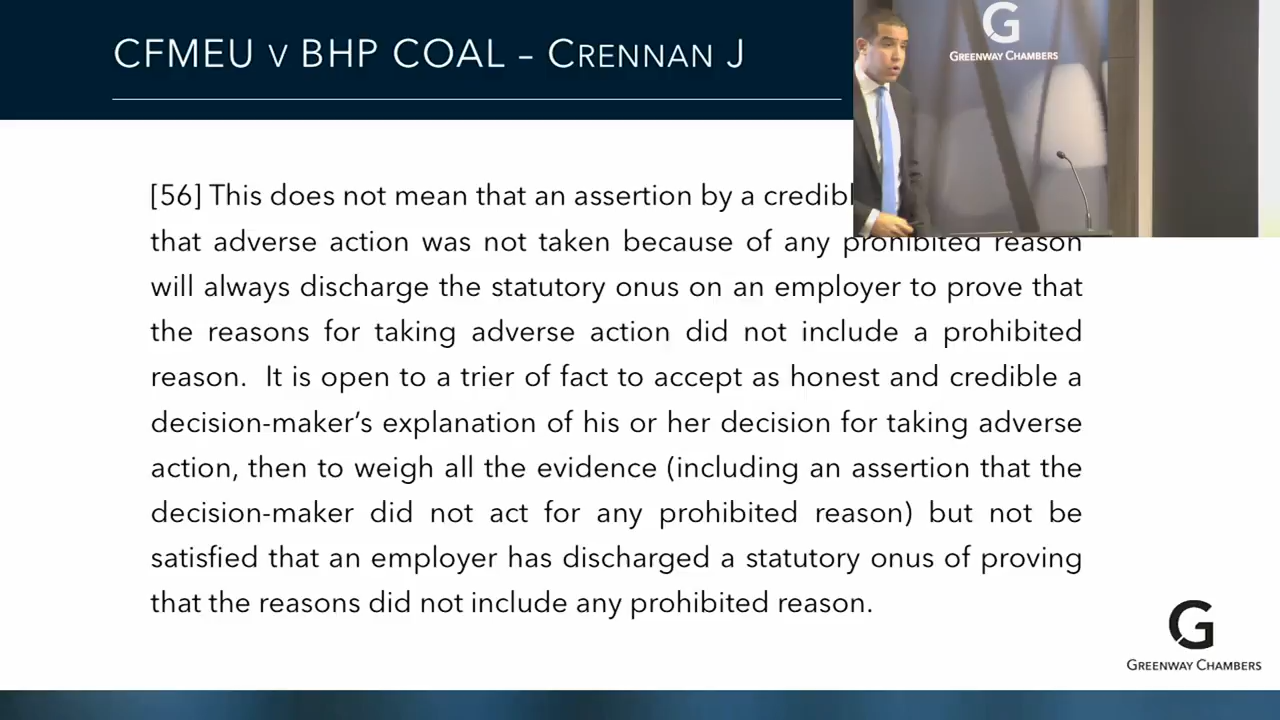 CFMEU V BHP COAL – CRENNAN J
G
GREENWAY CHAMBERS
[56] This does not mean that an assertion by a credibl
that adverse action was not taken because of any prohibited reason
will always discharge the statutory onus on an employer to prove that
the reasons for taking adverse action did not include a prohibited
reason. It is open to a trier of fact to accept as honest and credible a
decision-maker’s explanation of his or her decision for taking adverse
action, then to weigh all the evidence (including an assertion that the
decision-maker did not act for any prohibited reason) but not be
satisfied that an employer has discharged a statutory onus of proving
that the reasons did not include any prohibited reason.
G
GREENWAY CHAMBERS